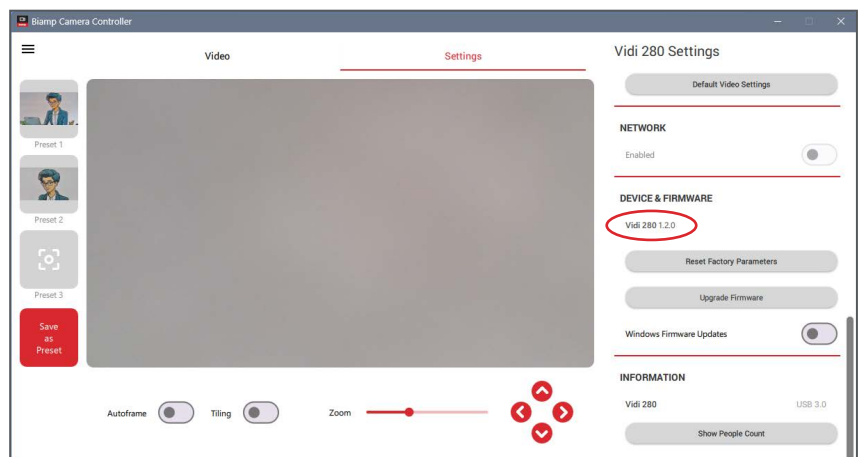 Biamp Camera Controller
Video
Settings
Vidi 280 Settings
Default Video Settings
Preset 1
NETWORK
Enabled
Preset 2
DEVICE & FIRMWARE
Vidi 280 1.2.0
Reset Factory Parameters
Preset 3
Upgrade Firmware
Save
as
Preset
Windows Firmware Updates
INFORMATION
Vidi 280 USB 3.0
Autoframe
Tiling
Zoom
Show People Count